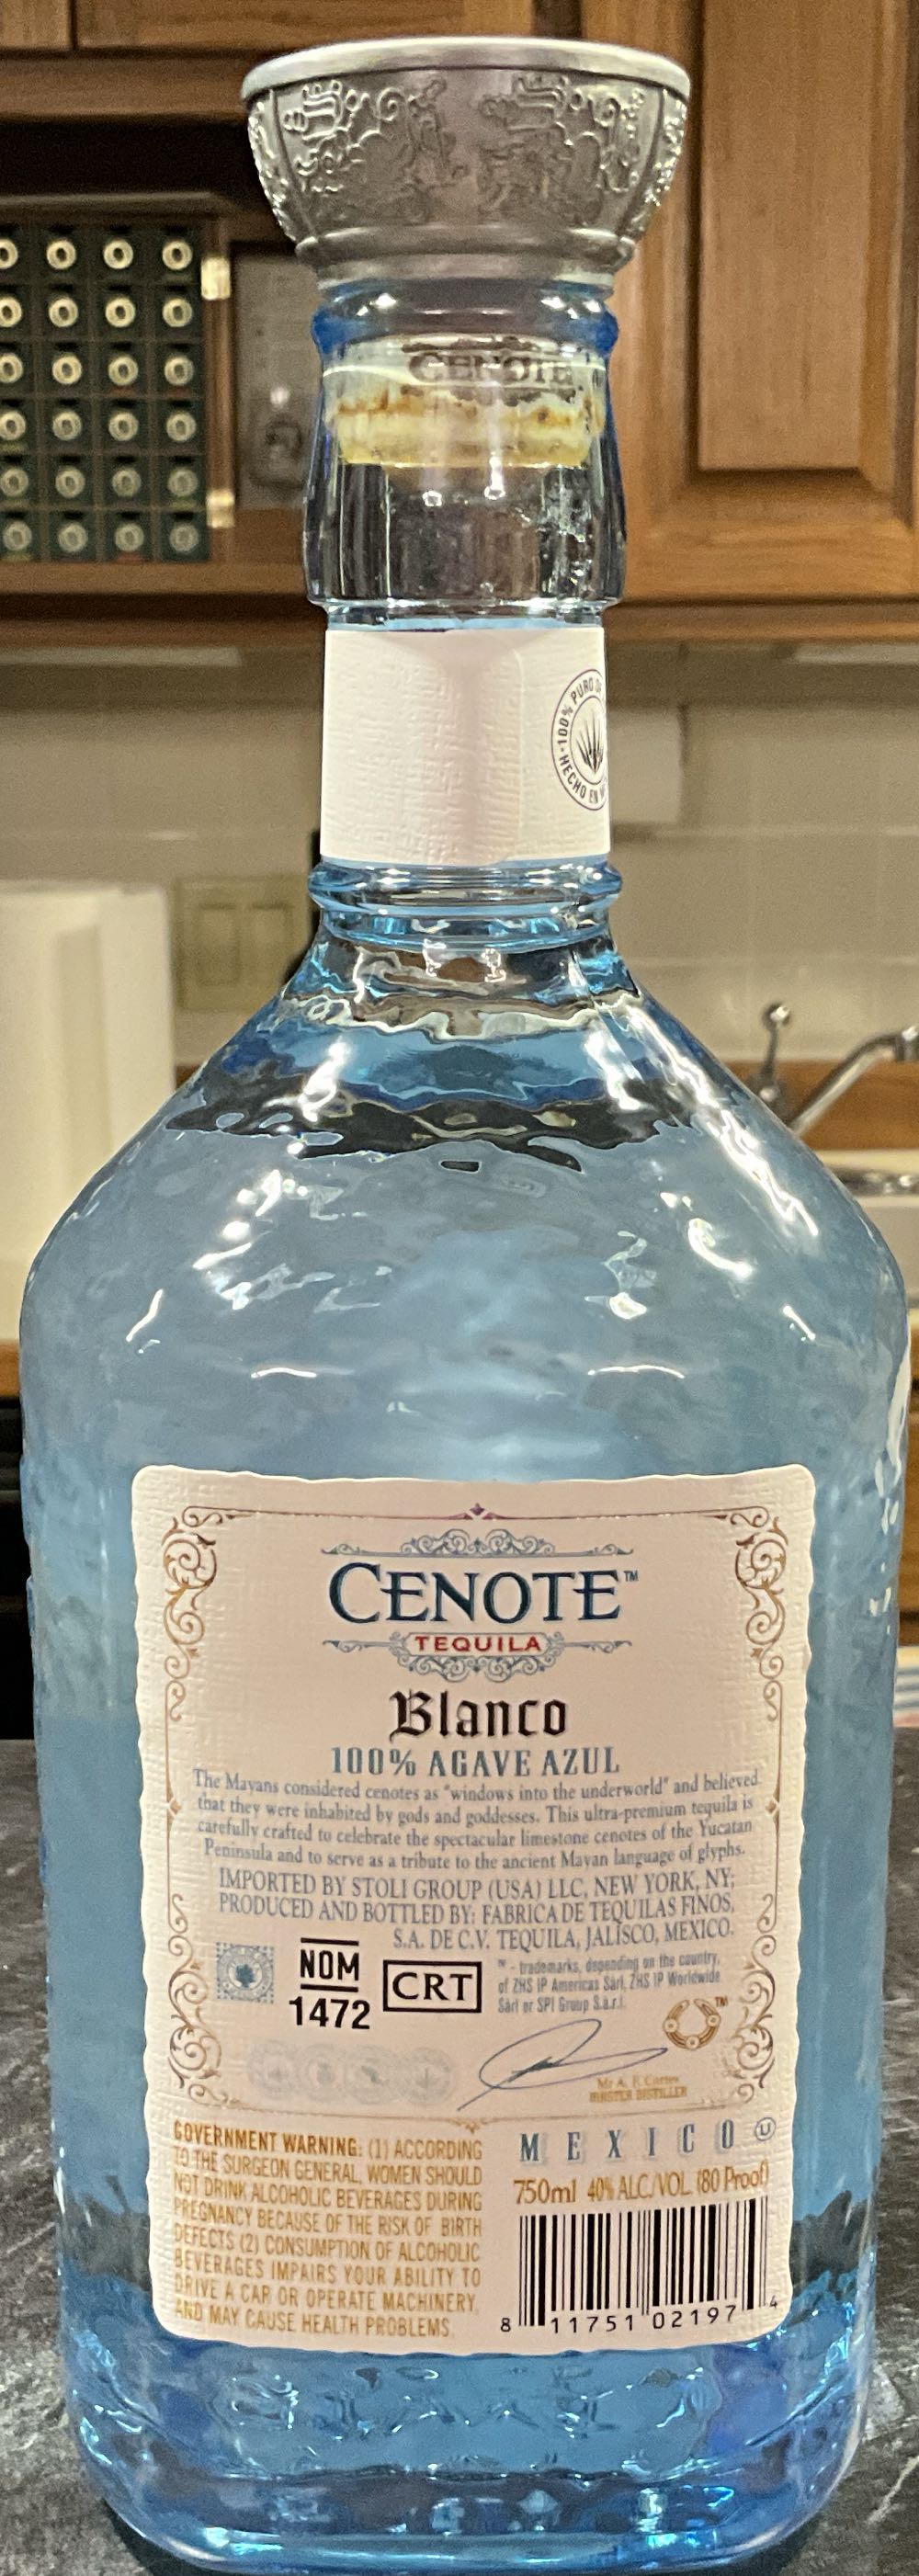 CENOTE
100% PURO DE
HECHO EN
CENOTE™
TEQUILA
Blanco
100% AGAVE AZUL
The Mayans considered cenotes as "windows into the underworld" and believed
that they were inhabited by gods and goddesses. This ultra-premium tequila is
carefully crafted to celebrate the spectacular limestone cenotes of the Yucatan
Peninsula and to serve as a tribute to the ancient Mayan language of glyphs.
IMPORTED BY STOLI GROUP (USA) LLC, NEW YORK, NY;
PRODUCED AND BOTTLED BY: FABRICA DE TEQUILAS FINOS,
S.A. DE C.V. TEQUILA, JALISCO, MEXICO.
NOM
1472
CRT
™ - trademarks, depending on the country,
of ZHS IP Americas Sàrl, ZHS IP Worldwide
Sàrl or SPI Group S.a.r.l.
™
Mr A. F. Cortes
MASTER DISTILLER
GOVERNMENT WARNING: (1) ACCORDING
TO THE SURGEON GENERAL, WOMEN SHOULD
NOT DRINK ALCOHOLIC BEVERAGES DURING
PREGNANCY BECAUSE OF THE RISK OF BIRTH
DEFECTS (2) CONSUMPTION OF ALCOHOLIC
BEVERAGES IMPAIRS YOUR ABILITY TO
DRIVE A CAR OR OPERATE MACHINERY,
AND MAY CAUSE HEALTH PROBLEMS.
MEXICO Ⓤ
750ml 40% ALC./VOL. (80 Proof)
8 11751 02197 4